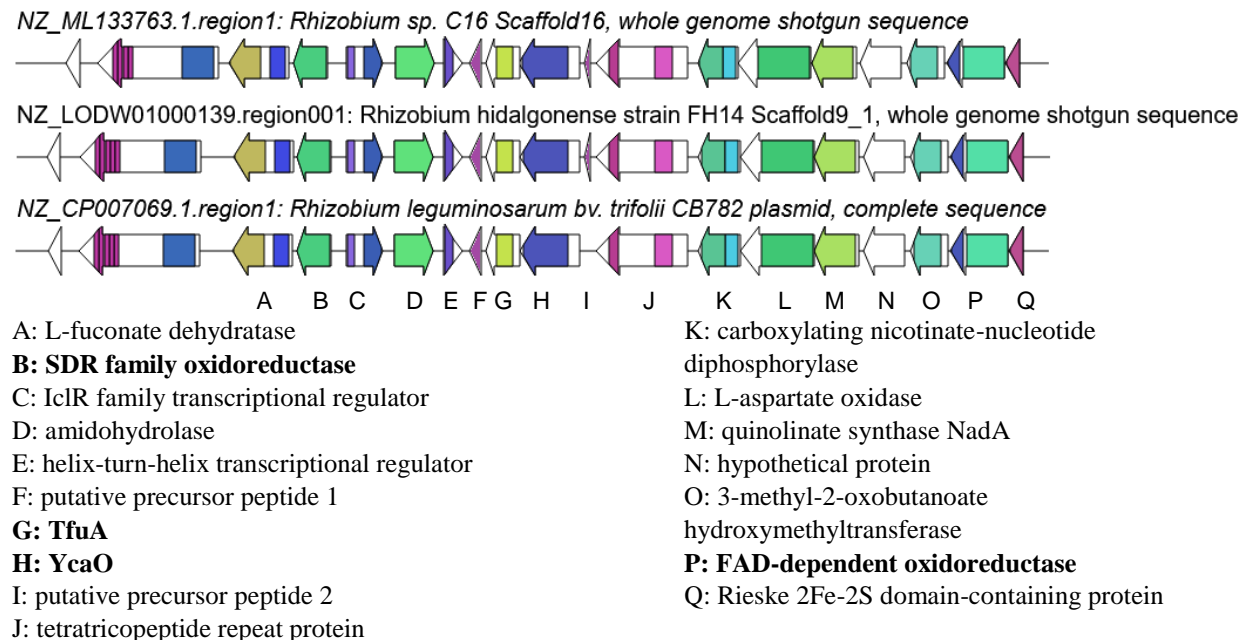 NZ_ML133763.1.region1: Rhizobium sp. C16 Scaffold16, whole genome shotgun sequence
NZ_LODW01000139.region001: Rhizobium hidalgonense strain FH14 Scaffold9_1, whole genome shotgun sequence
NZ_CP007069.1.region1: Rhizobium leguminosarum bv. trifolii CB782 plasmid, complete sequence
A B C D E F G H I J K L M N O P Q
A: L-fuconate dehydratase
B: SDR family oxidoreductase
C: IclR family transcriptional regulator
D: amidohydrolase
E: helix-turn-helix transcriptional regulator
F: putative precursor peptide 1
G: TfuA
H: YcaO
I: putative precursor peptide 2
J: tetratricopeptide repeat protein
K: carboxylating nicotinate-nucleotide
diphosphorylase
L: L-aspartate oxidase
M: quinolinate synthase NadA
N: hypothetical protein
O: 3-methyl-2-oxobutanoate
hydroxymethyltransferase
P: FAD-dependent oxidoreductase
Q: Rieske 2Fe-2S domain-containing protein